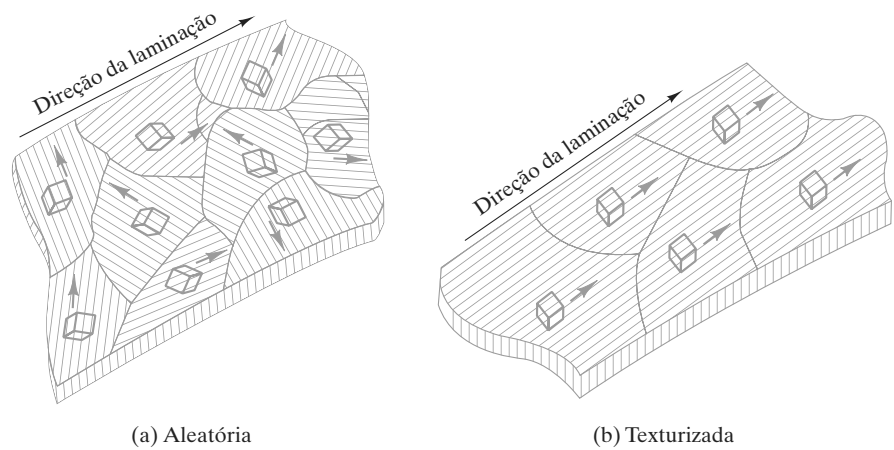 Direção da laminação
Direção da laminação
(a) Aleatória
(b) Texturizada